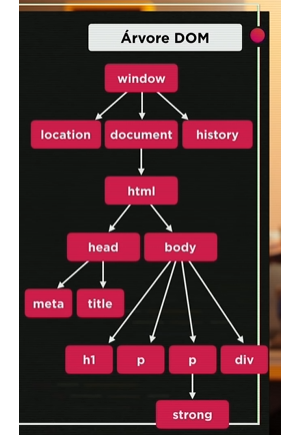 Árvore DOM
window
location document history
html
head body
meta title
h1 p p div
strong